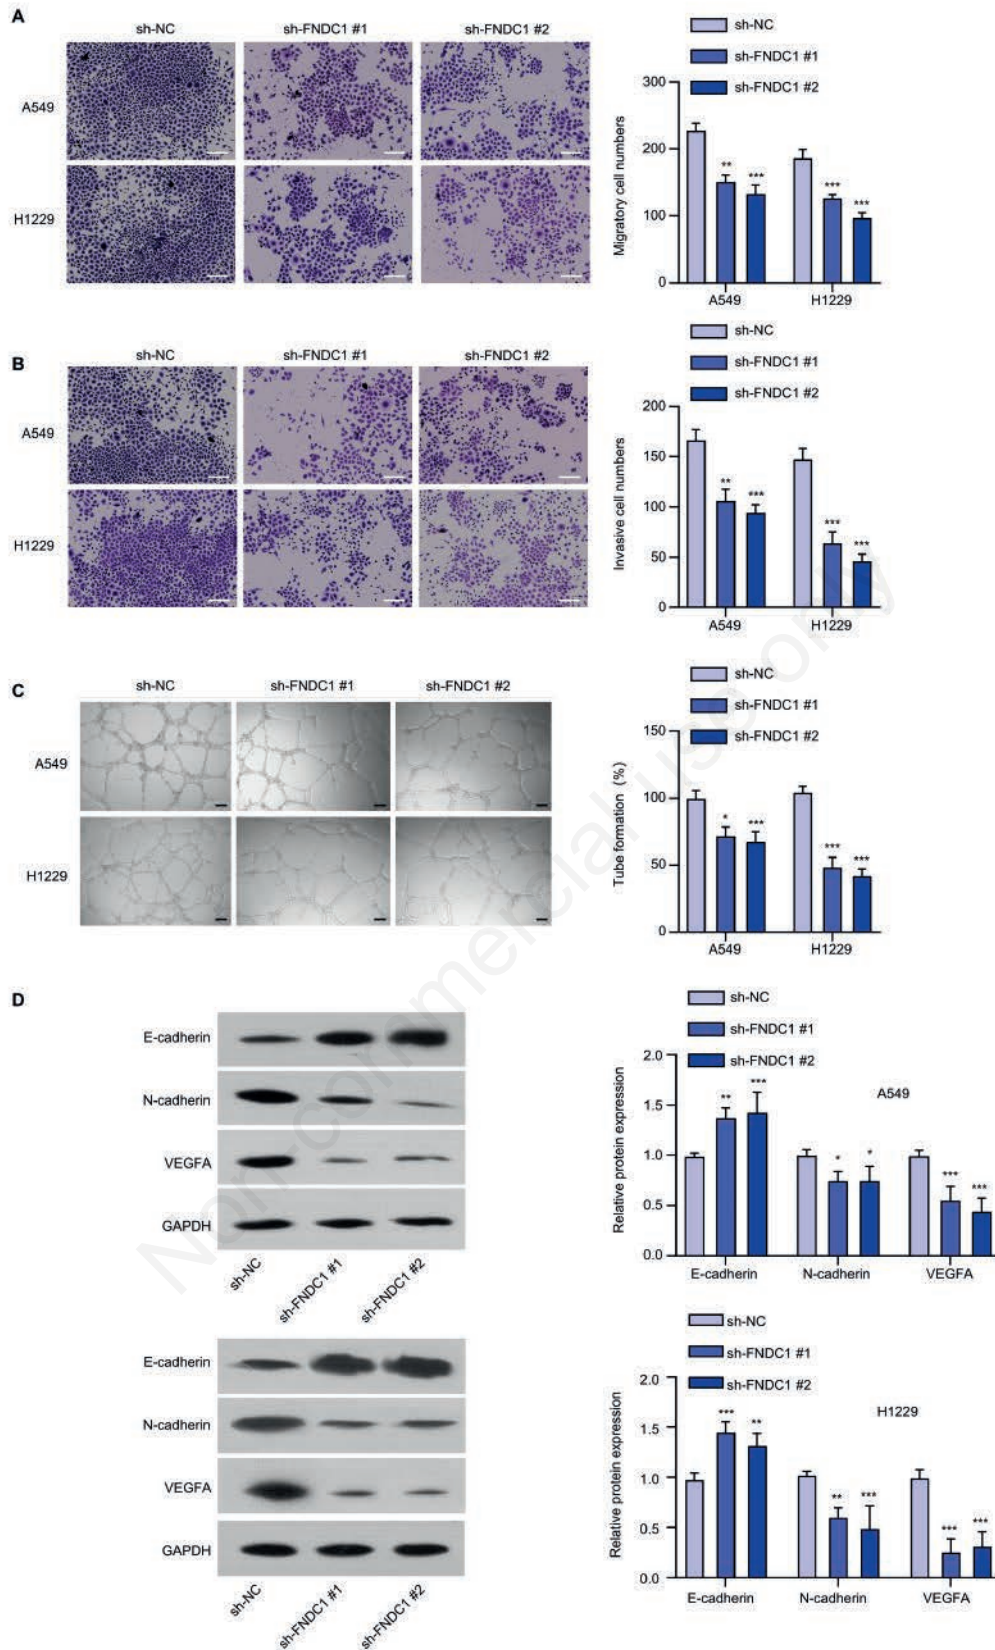 A
sh-NC
sh-FNDC1 #1
sh-FNDC1 #2
A549
H1229
sh-NC
sh-FNDC1 #1
sh-FNDC1 #2
300
200
100
0
Migratory cell numbers
** *** *** ***
A549
H1229
B
sh-NC
sh-FNDC1 #1
sh-FNDC1 #2
A549
H1229
sh-NC
sh-FNDC1 #1
sh-FNDC1 #2
200
150
100
50
0
Invasive cell numbers
** *** *** ***
A549
H1229
C
sh-NC
sh-FNDC1 #1
sh-FNDC1 #2
A549
H1229
sh-NC
sh-FNDC1 #1
sh-FNDC1 #2
150
100
50
0
Tube formation (%)
* *** *** ***
A549
H1229
D
E-cadherin
N-cadherin
VEGFA
GAPDH
sh-NC
sh-FNDC1 #1
sh-FNDC1 #2
sh-NC
sh-FNDC1 #1
sh-FNDC1 #2
A549
2.0
1.5
1.0
0.5
0.0
Relative protein expression
** *** * * *** ***
E-cadherin
N-cadherin
VEGFA
E-cadherin
N-cadherin
VEGFA
GAPDH
sh-NC
sh-FNDC1 #1
sh-FNDC1 #2
sh-NC
sh-FNDC1 #1
sh-FNDC1 #2
H1229
2.0
1.5
1.0
0.5
0.0
Relative protein expression
*** ** ** *** *** ***
E-cadherin
N-cadherin
VEGFA
Non-commercial use only